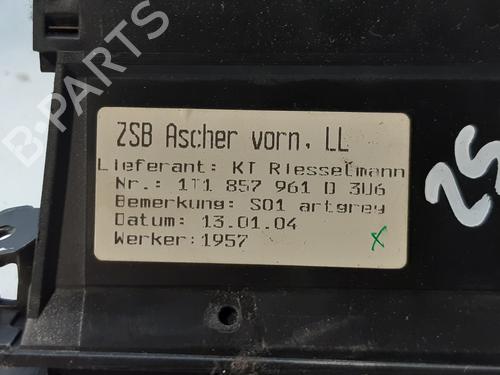 ZSB Ascher vorn. LL
Lieferant: KT Riesselmann
Nr.: 1T1 857 961 D 3U6
Bemerkung: S01 artgrey
Datum: 13.01.04
Werker: 1957
x
25
B-PARTS